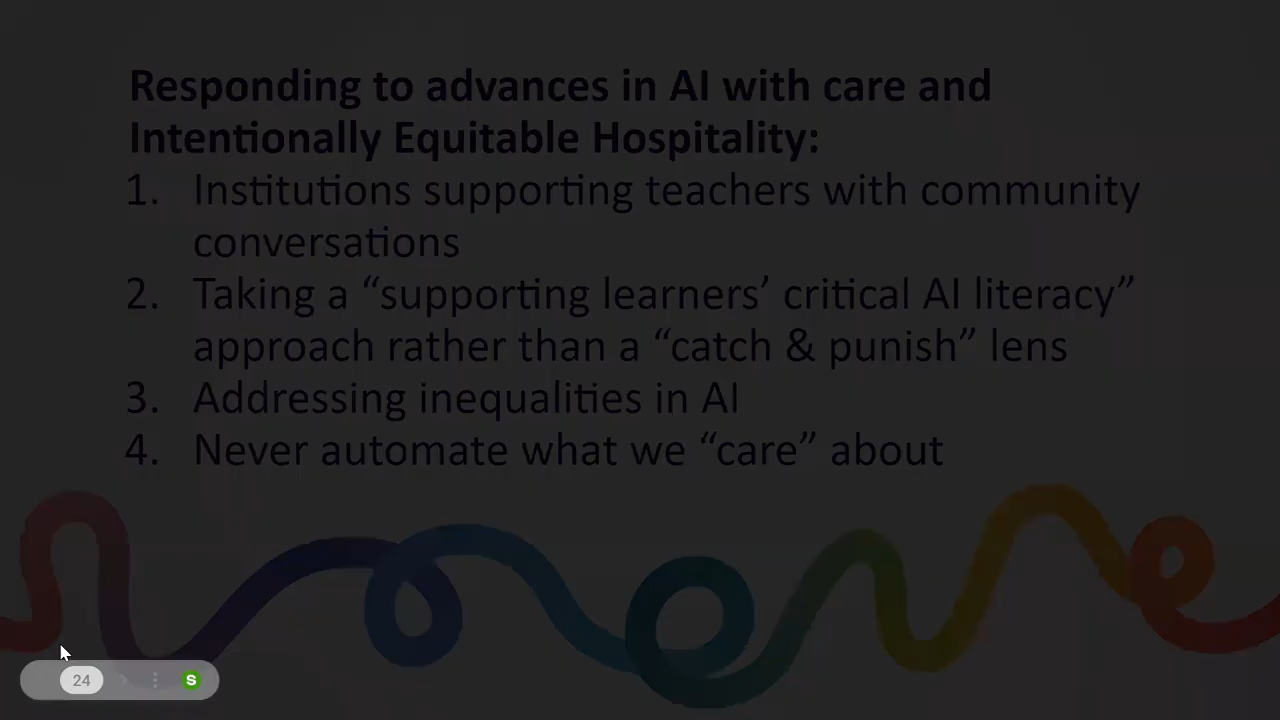 Responding to advances in AI with care and
Intentionally Equitable Hospitality:
1. Institutions supporting teachers with community
conversations
2. Taking a “supporting learners’ critical AI literacy”
approach rather than a “catch & punish” lens
3. Addressing inequalities in AI
4. Never automate what we “care” about
24
S